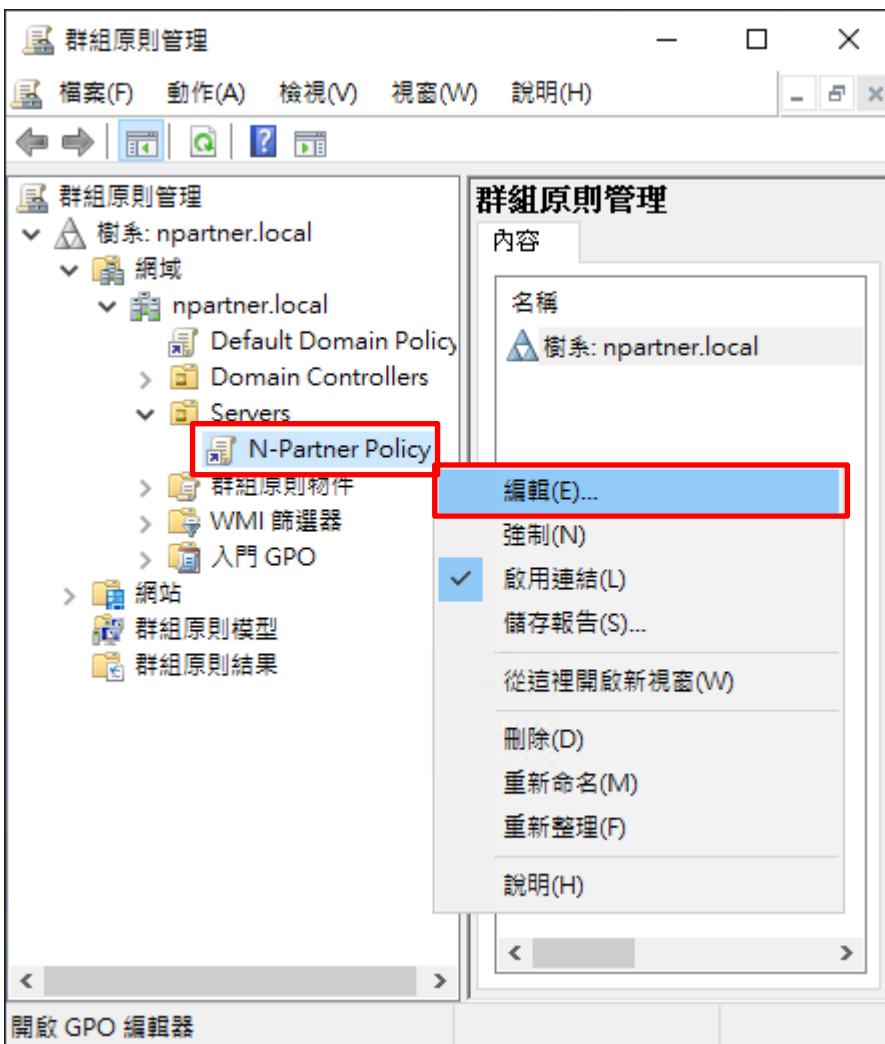 群組原則管理
檔案(F) 動作(A) 檢視(V) 視窗(W) 說明(H)
群組原則管理
樹系: npartner.local
網域
npartner.local
Default Domain Policy
Domain Controllers
Servers
N-Partner Policy
群組原則物件
WMI 篩選器
入門 GPO
網站
群組原則模型
群組原則結果
群組原則管理
內容
名稱
樹系: npartner.local
編輯(E)...
強制(N)
啟用連結(L)
儲存報告(S)...
從這裡開啟新視窗(W)
刪除(D)
重新命名(M)
重新整理(F)
說明(H)
開啟 GPO 編輯器